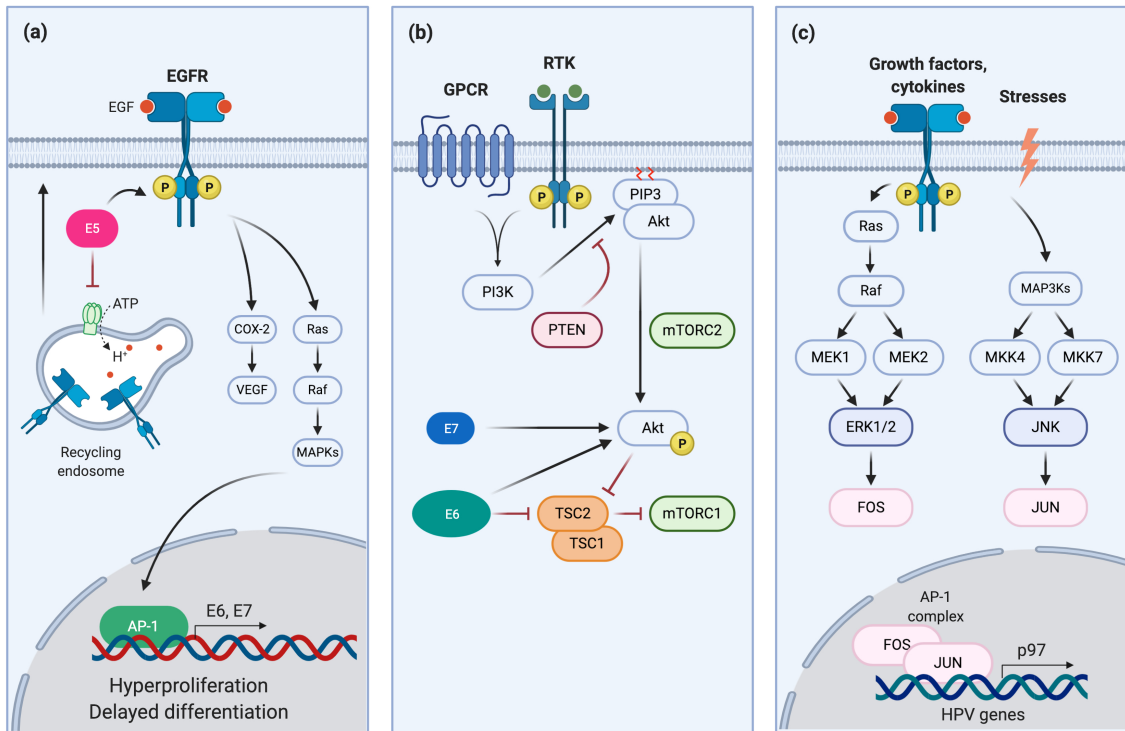 (a)
EGFR
EGF
P
P
E5
ATP
H+
Recycling
endosome
COX-2
VEGF
Ras
Raf
MAPKs
AP-1
E6, E7
Hyperproliferation
Delayed differentiation
(b)
GPCR
RTK
P
P
PIP3
Akt
PI3K
PTEN
mTORC2
E7
Akt
P
E6
TSC2
TSC1
mTORC1
(c)
Growth factors,
cytokines
Stresses
P
P
Ras
Raf
MAP3Ks
MEK1
MEK2
MKK4
MKK7
ERK1/2
JNK
FOS
JUN
AP-1
complex
FOS
JUN
p97
HPV genes